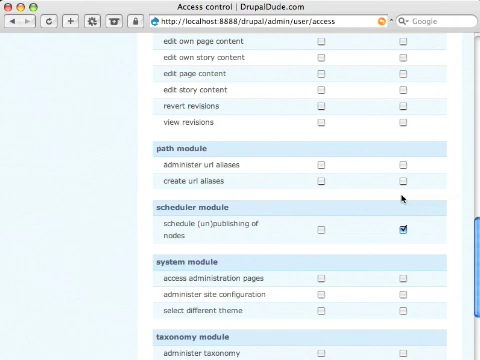 Access control | DrupalDude.com
http://localhost:8888/drupal/admin/user/access
Google
edit own page content
edit own story content
edit page content
edit story content
revert revisions
view revisions
path module
administer url aliases
create url aliases
scheduler module
schedule (un)publishing of
nodes
system module
access administration pages
administer site configuration
select different theme
taxonomy module
administer taxonomy